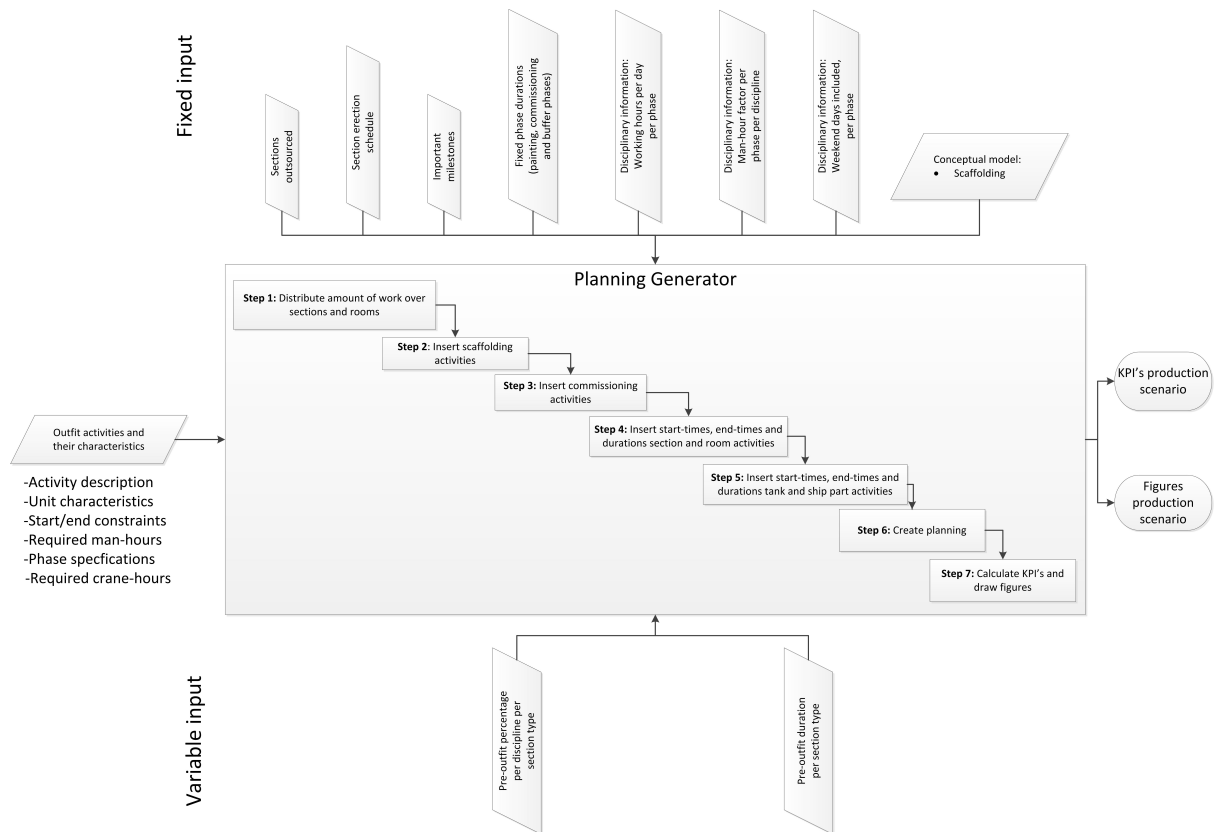 Fixed input
Sections
outsourced
Section erection
schedule
Important
milestones
Fixed phase durations
(painting, commissioning
and buffer phases)
Disciplinary information:
Working hours per day
per phase
Disciplinary information:
Man-hour factor per
phase per discipline
Disciplinary information:
Weekend days included,
per phase
Conceptual model:
● Scaffolding
Planning Generator
Step 1: Distribute amount of work over
sections and rooms
Step 2: Insert scaffolding
activities
Step 3: Insert commissioning
activities
Step 4: Insert start-times, end-times and
durations section and room activities
Step 5: Insert start-times, end-times and
durations tank and ship part activities
Step 6: Create planning
Step 7: Calculate KPI's and
draw figures
Outfit activities and
their characteristics
-Activity description
-Unit characteristics
-Start/end constraints
-Required man-hours
-Phase specfications
-Required crane-hours
KPI's production
scenario
Figures
production
scenario
Variable input
Pre-outfit percentage
per discipline per
section type
Pre-outfit duration
per section type